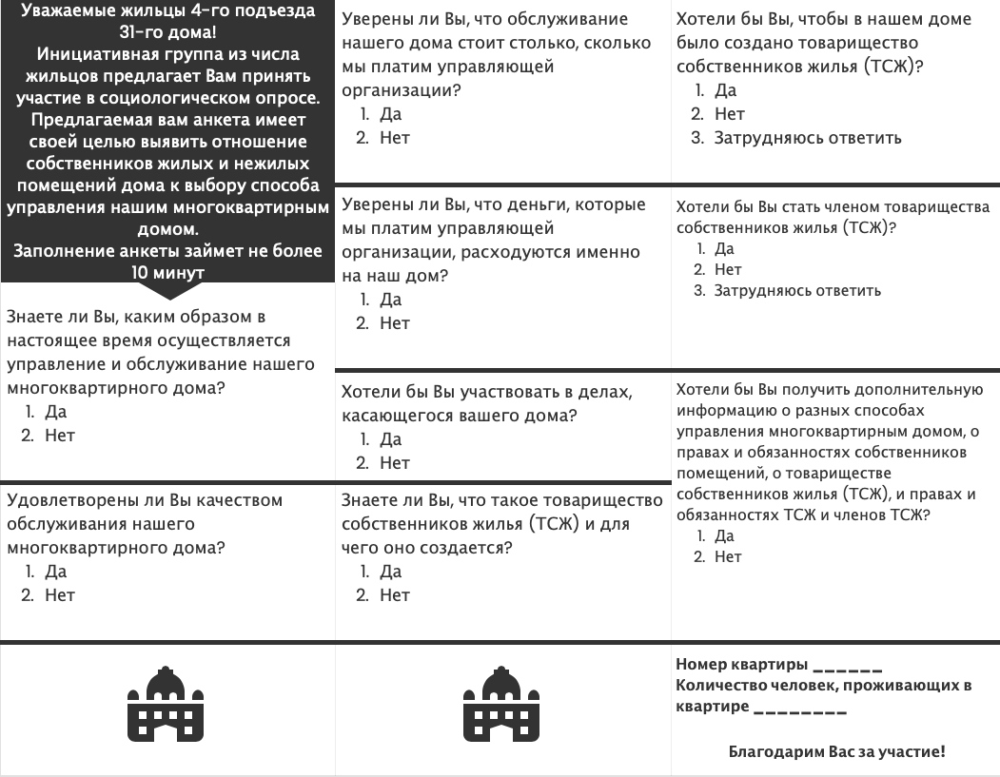 Уважаемые жильцы 4-го подъезда
31-го дома!
Инициативная группа из числа
жильцов предлагает Вам принять
участие в социологическом опросе.
Предлагаемая вам анкета имеет
своей целью выявить отношение
собственников жилых и нежилых
помещений дома к выбору способа
управления нашим многоквартирным
домом.
Заполнение анкеты займет не более
10 минут
Знаете ли Вы, каким образом в
настоящее время осуществляется
управление и обслуживание нашего
многоквартирного дома?
1. Да
2. Нет
Удовлетворены ли Вы качеством
обслуживания нашего
многоквартирного дома?
1. Да
2. Нет
Уверены ли Вы, что обслуживание
нашего дома стоит столько, сколько
мы платим управляющей
организации?
1. Да
2. Нет
Уверены ли Вы, что деньги, которые
мы платим управляющей
организации, расходуются именно
на наш дом?
1. Да
2. Нет
Хотели бы Вы участвовать в делах,
касающегося вашего дома?
1. Да
2. Нет
Знаете ли Вы, что такое товарищество
собственников жилья (ТСЖ) и для
чего оно создается?
1. Да
2. Нет
Хотели бы Вы, чтобы в нашем доме
было создано товарищество
собственников жилья (ТСЖ)?
1. Да
2. Нет
3. Затрудняюсь ответить
Хотели бы Вы стать членом товарищества
собственников жилья (ТСЖ)?
1. Да
2. Нет
3. Затрудняюсь ответить
Хотели бы Вы получить дополнительную
информацию о разных способах
управления многоквартирным домом, о
правах и обязанностях собственников
помещений, о товариществе
собственников жилья (ТСЖ), и правах и
обязанностях ТСЖ и членов ТСЖ?
1. Да
2. Нет
Номер квартиры ______
Количество человек, проживающих в
квартире ________
Благодарим Вас за участие!